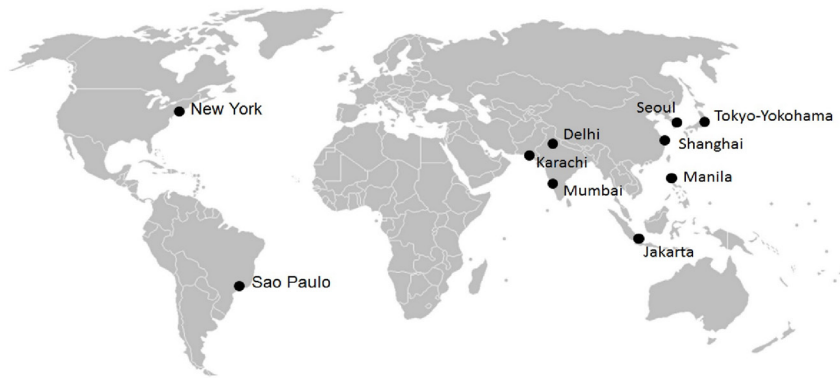 New York
Seoul
Tokyo-Yokohama
Delhi
Shanghai
Karachi
Manila
Mumbai
Jakarta
Sao Paulo